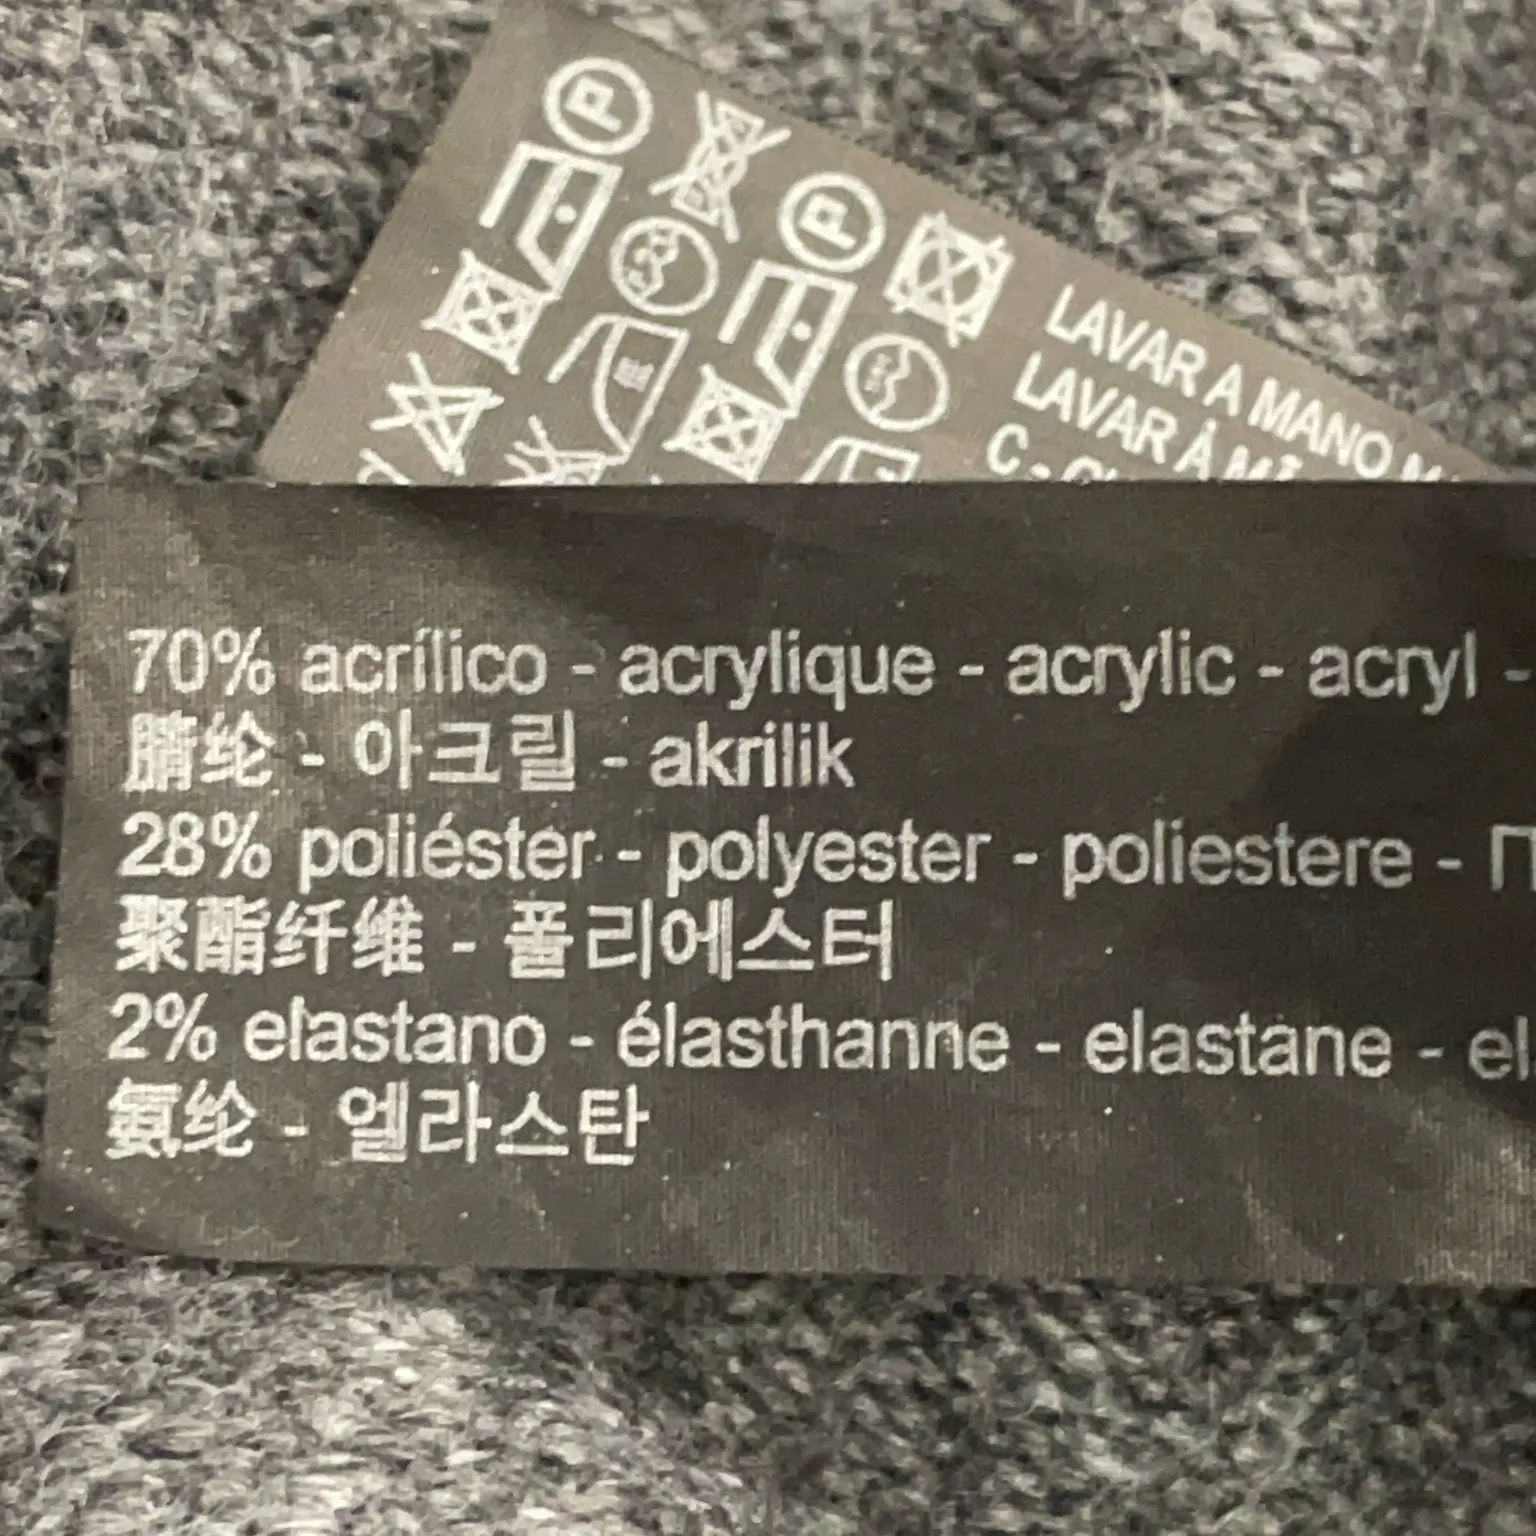 LAVAR A MANO
LAVAR À
C -
70% acrílico - acrylique - acrylic - acryl -
腈纶 - 아크릴 - akrilik
28% poliéster - polyester - poliestere -
聚酯纤维 - 폴리에스터
2% elastano - élasthanne - elastane -
氨纶 - 엘라스탄